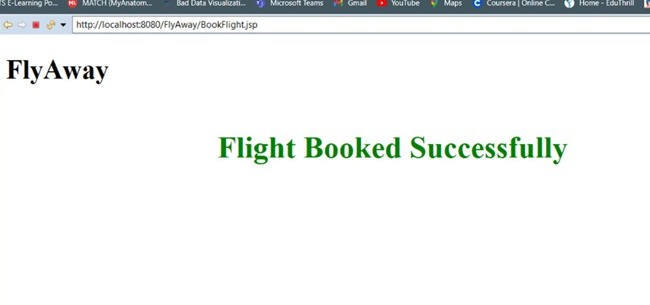 TS E-Learning Po... MATCH (MyAnatom... Bad Data Visualizati... Microsoft Teams Gmail YouTube Maps Coursera | Online C... Home - EduThrill
http://localhost:8080/FlyAway/BookFlight.jsp
FlyAway
Flight Booked Successfully